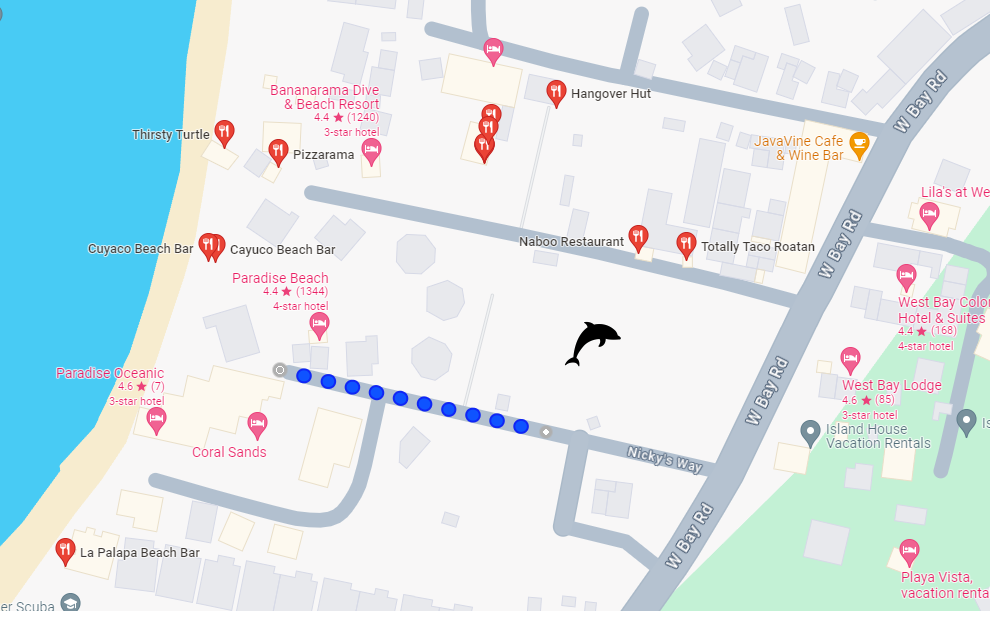 W Bay Rd
Hangover Hut
Bananarama Dive
& Beach Resort
4.4 ★ (1240)
3-star hotel
Thirsty Turtle
Pizzarama
JavaVine Cafe
& Wine Bar
Lila's at We
W Bay Rd
Cuyaco Beach Bar
Cayuco Beach Bar
Naboo Restaurant
Totally Taco Roatan
Paradise Beach
4.4 ★ (1344)
4-star hotel
West Bay Colo
Hotel & Suites
4.4 ★ (168)
4-star hotel
Paradise Oceanic
4.6 ★ (7)
3-star hotel
W Bay Rd
West Bay Lodge
4.6 ★ (85)
3-star hotel
Island House
Vacation Rentals
Is
Coral Sands
Nicky's Way
W Bay Rd
La Palapa Beach Bar
Playa Vista,
vacation renta
er Scuba